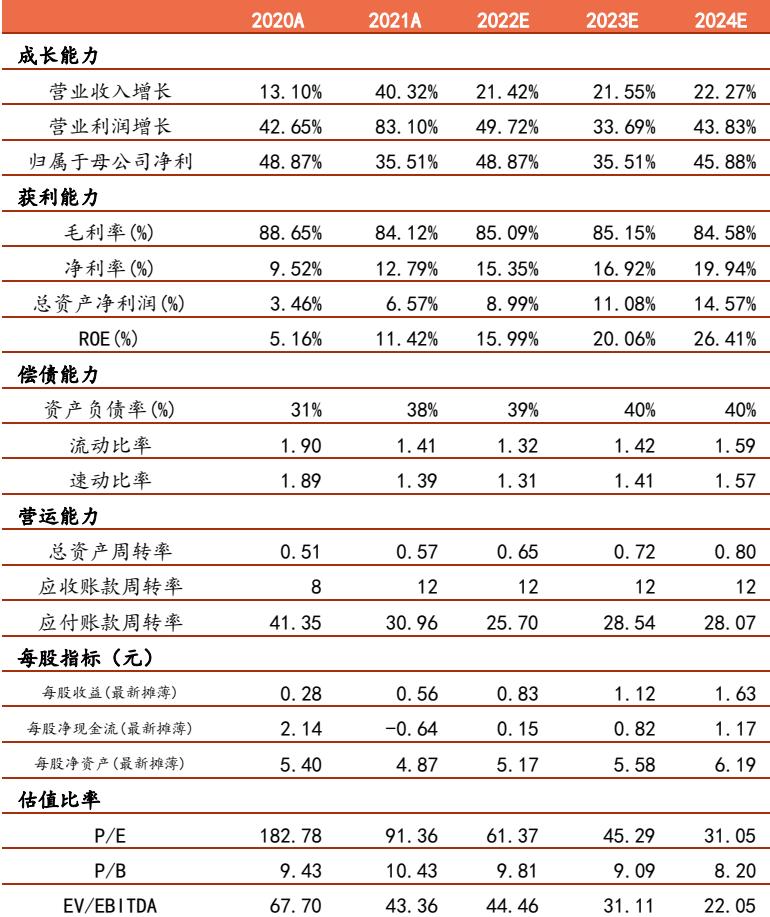 2020A 2021A 2022E 2023E 2024E
成长能力
营业收入增长 13.10% 40.32% 21.42% 21.55% 22.27%
营业利润增长 42.65% 83.10% 49.72% 33.69% 43.83%
归属于母公司净利 48.87% 35.51% 48.87% 35.51% 45.88%
获利能力
毛利率(%) 88.65% 84.12% 85.09% 85.15% 84.58%
净利率(%) 9.52% 12.79% 15.35% 16.92% 19.94%
总资产净利润(%) 3.46% 6.57% 8.99% 11.08% 14.57%
ROE(%) 5.16% 11.42% 15.99% 20.06% 26.41%
偿债能力
资产负债率(%) 31% 38% 39% 40% 40%
流动比率 1.90 1.41 1.32 1.42 1.59
速动比率 1.89 1.39 1.31 1.41 1.57
营运能力
总资产周转率 0.51 0.57 0.65 0.72 0.80
应收账款周转率 8 12 12 12 12
应付账款周转率 41.35 30.96 25.70 28.54 28.07
每股指标（元）
每股收益(最新摊薄) 0.28 0.56 0.83 1.12 1.63
每股净现金流(最新摊薄) 2.14 -0.64 0.15 0.82 1.17
每股净资产(最新摊薄) 5.40 4.87 5.17 5.58 6.19
估值比率
P/E 182.78 91.36 61.37 45.29 31.05
P/B 9.43 10.43 9.81 9.09 8.20
EV/EBITDA 67.70 43.36 44.46 31.11 22.05